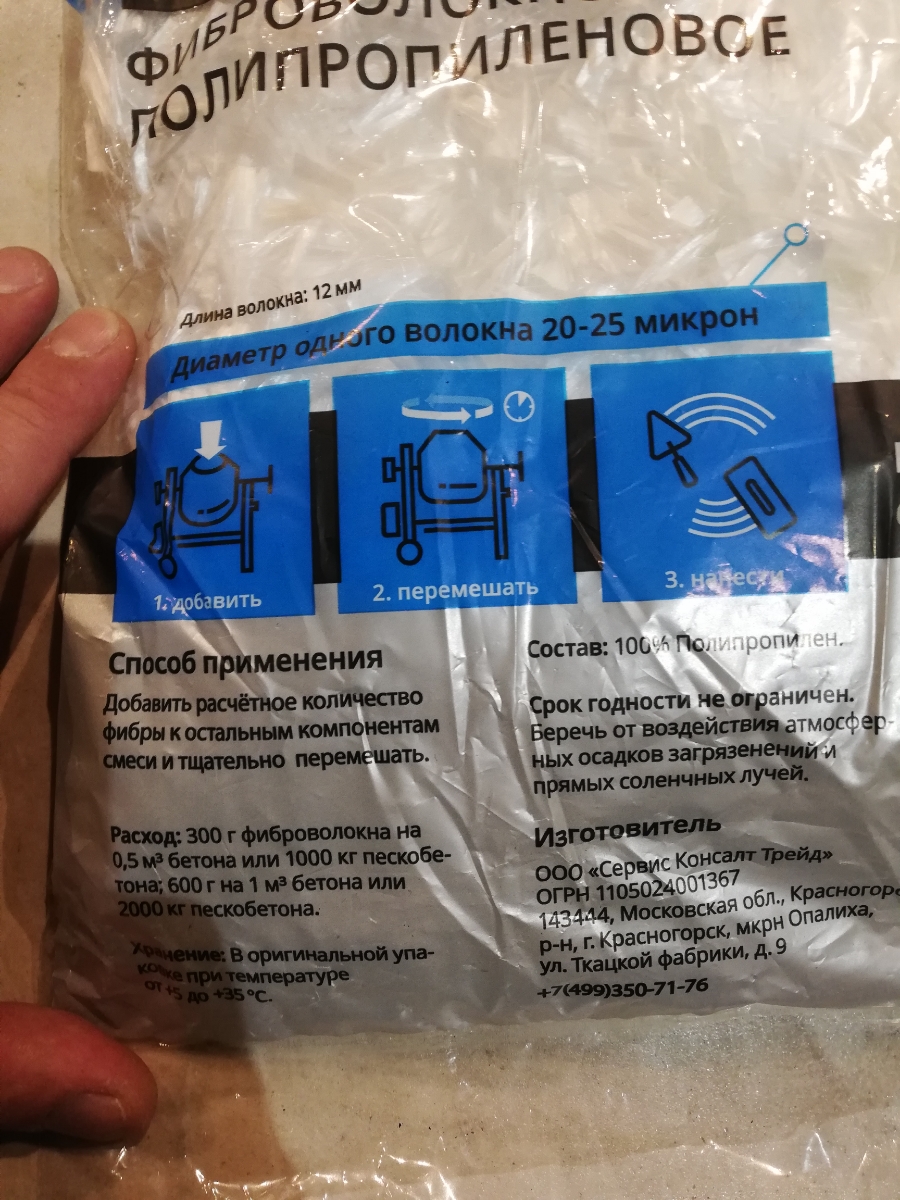 ФИБРОВОЛОКНО
ПОЛИПРОПИЛЕНОВОЕ
Длина волокна: 12 мм
Диаметр одного волокна 20-25 микрон
1. добавить
2. перемешать
3. нанести
Способ применения
Добавить расчётное количество
фибры к остальным компонентам
смеси и тщательно перемешать.
Расход: 300 г фиброволокна на
0,5 м³ бетона или 1000 кг пескобе-
тона; 600 г на 1 м³ бетона или
2000 кг пескобетона.
Хранение: В оригинальной упа-
ковке при температуре
от +5 до +35 °С.
Состав: 100% Полипропилен.
Срок годности не ограничен.
Беречь от воздействия атмосфер-
ных осадков загрязенений и
прямых соленчных лучей.
Изготовитель
ООО «Сервис Консалт Трейд»
ОГРН 1105024001367
143444, Московская обл., Красногор
р-н, г. Красногорск, мкрн Опалиха,
ул. Ткацкой фабрики, д. 9
+7(499)350-71-76